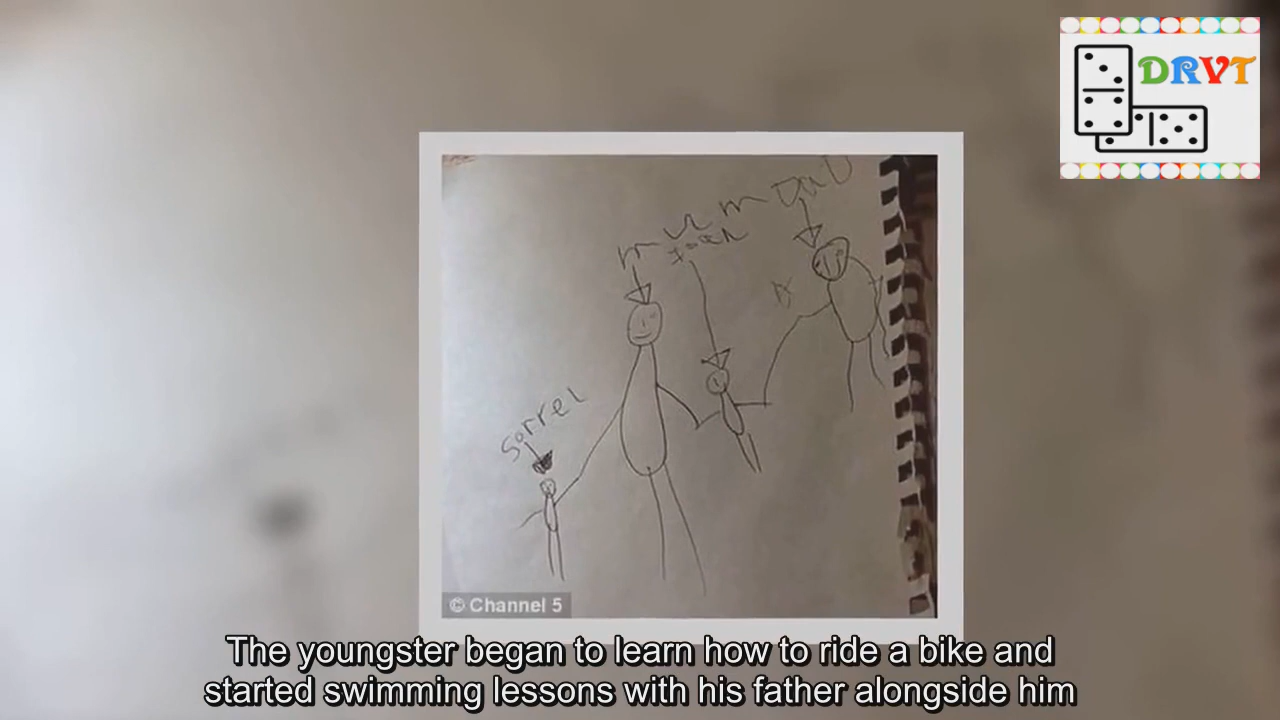 DRVT
mum
Dad
Sorrel
© Channel 5
The youngster began to learn how to ride a bike and
started swimming lessons with his father alongside him